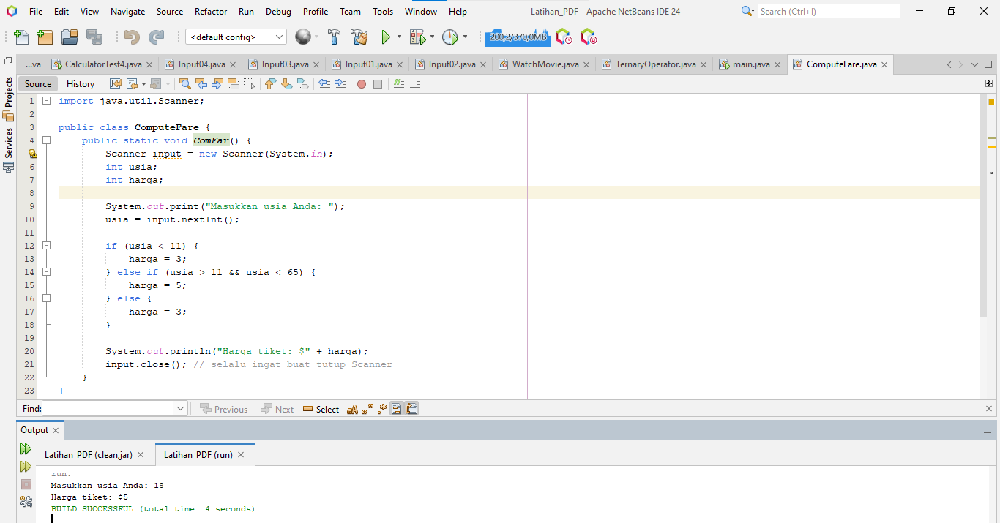 File Edit View Navigate Source Refactor Run Debug Profile Team Tools Window Help Latihan_PDF - Apache NetBeans IDE 24 Search (Ctrl+I)
<default config> 200,2/370,0MB
...va CalculatorTest4.java Input04.java Input03.java Input01.java Input02.java WatchMovie.java TernaryOperator.java main.java ComputeFare.java
Source History
Projects
Services
1 import java.util.Scanner;
2
3 public class ComputeFare {
4 public static void ComFar() {
Scanner input = new Scanner(System.in);
6 int usia;
7 int harga;
8
9 System.out.print("Masukkan usia Anda: ");
10 usia = input.nextInt();
11
12 if (usia < 11) {
13 harga = 3;
14 } else if (usia > 11 && usia < 65) {
15 harga = 5;
16 } else {
17 harga = 3;
18 }
19
20 System.out.println("Harga tiket: $" + harga);
21 input.close(); // selalu ingat buat tutup Scanner
22 }
23 }
Find: Previous Next Select
Output
Latihan_PDF (clean,jar) Latihan_PDF (run)
run:
Masukkan usia Anda: 18
Harga tiket: $5
BUILD SUCCESSFUL (total time: 4 seconds)